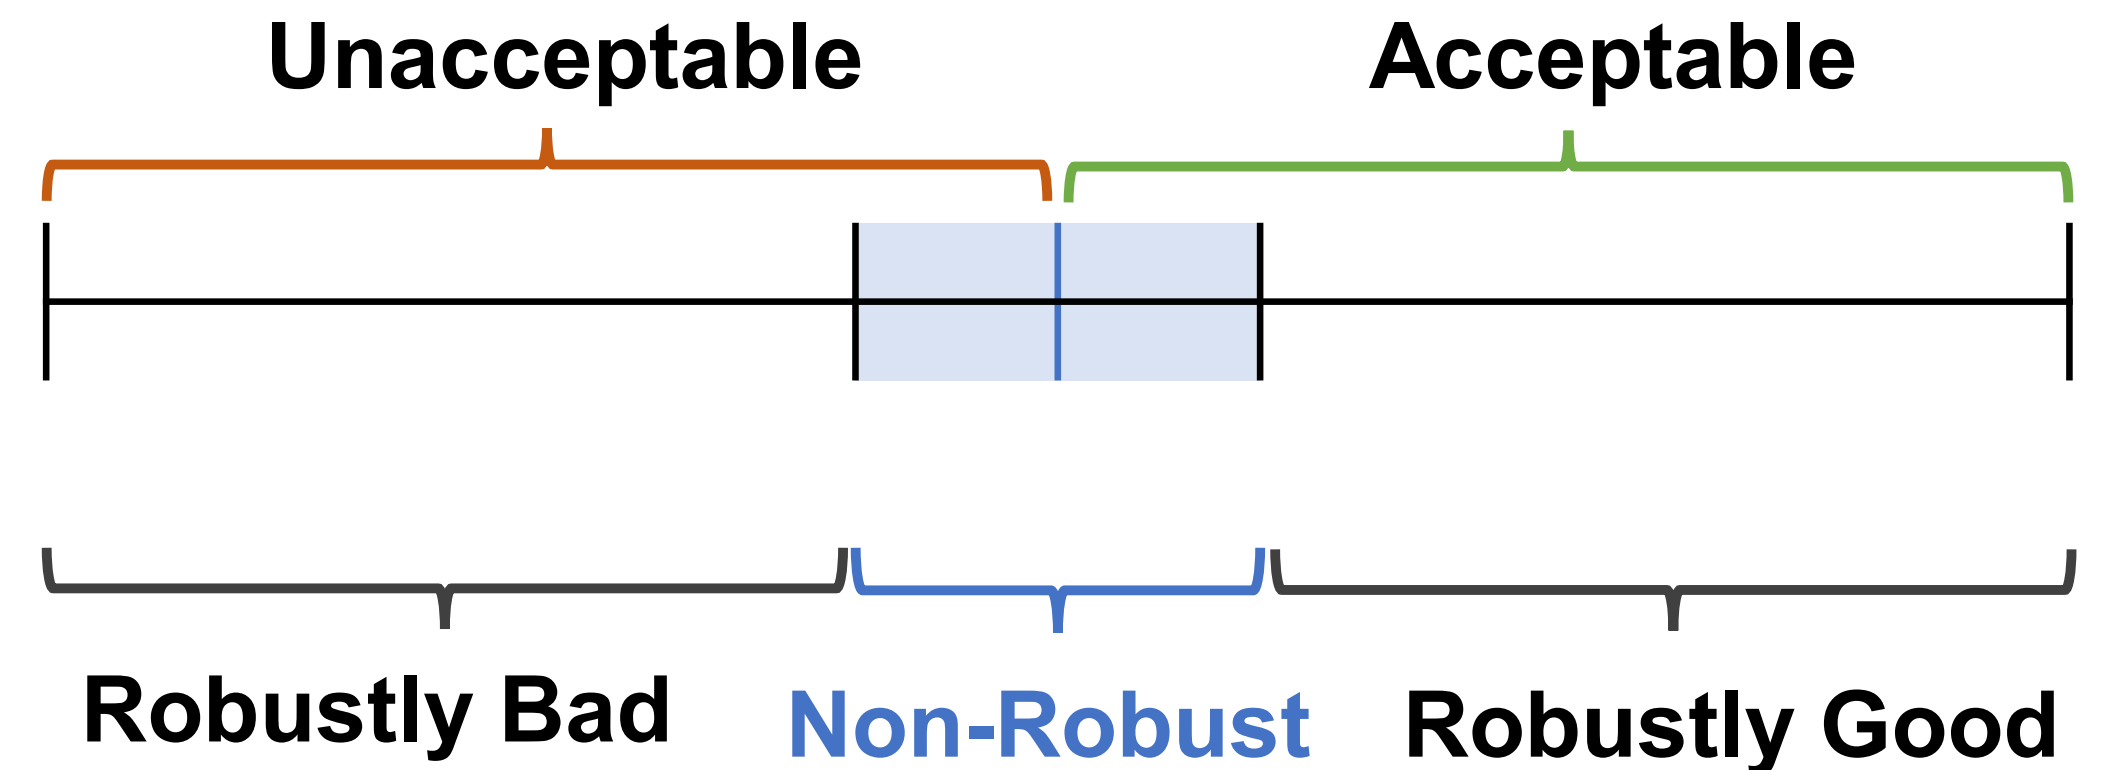 Unacceptable
Acceptable
Robustly Bad
Non-Robust
Robustly Good